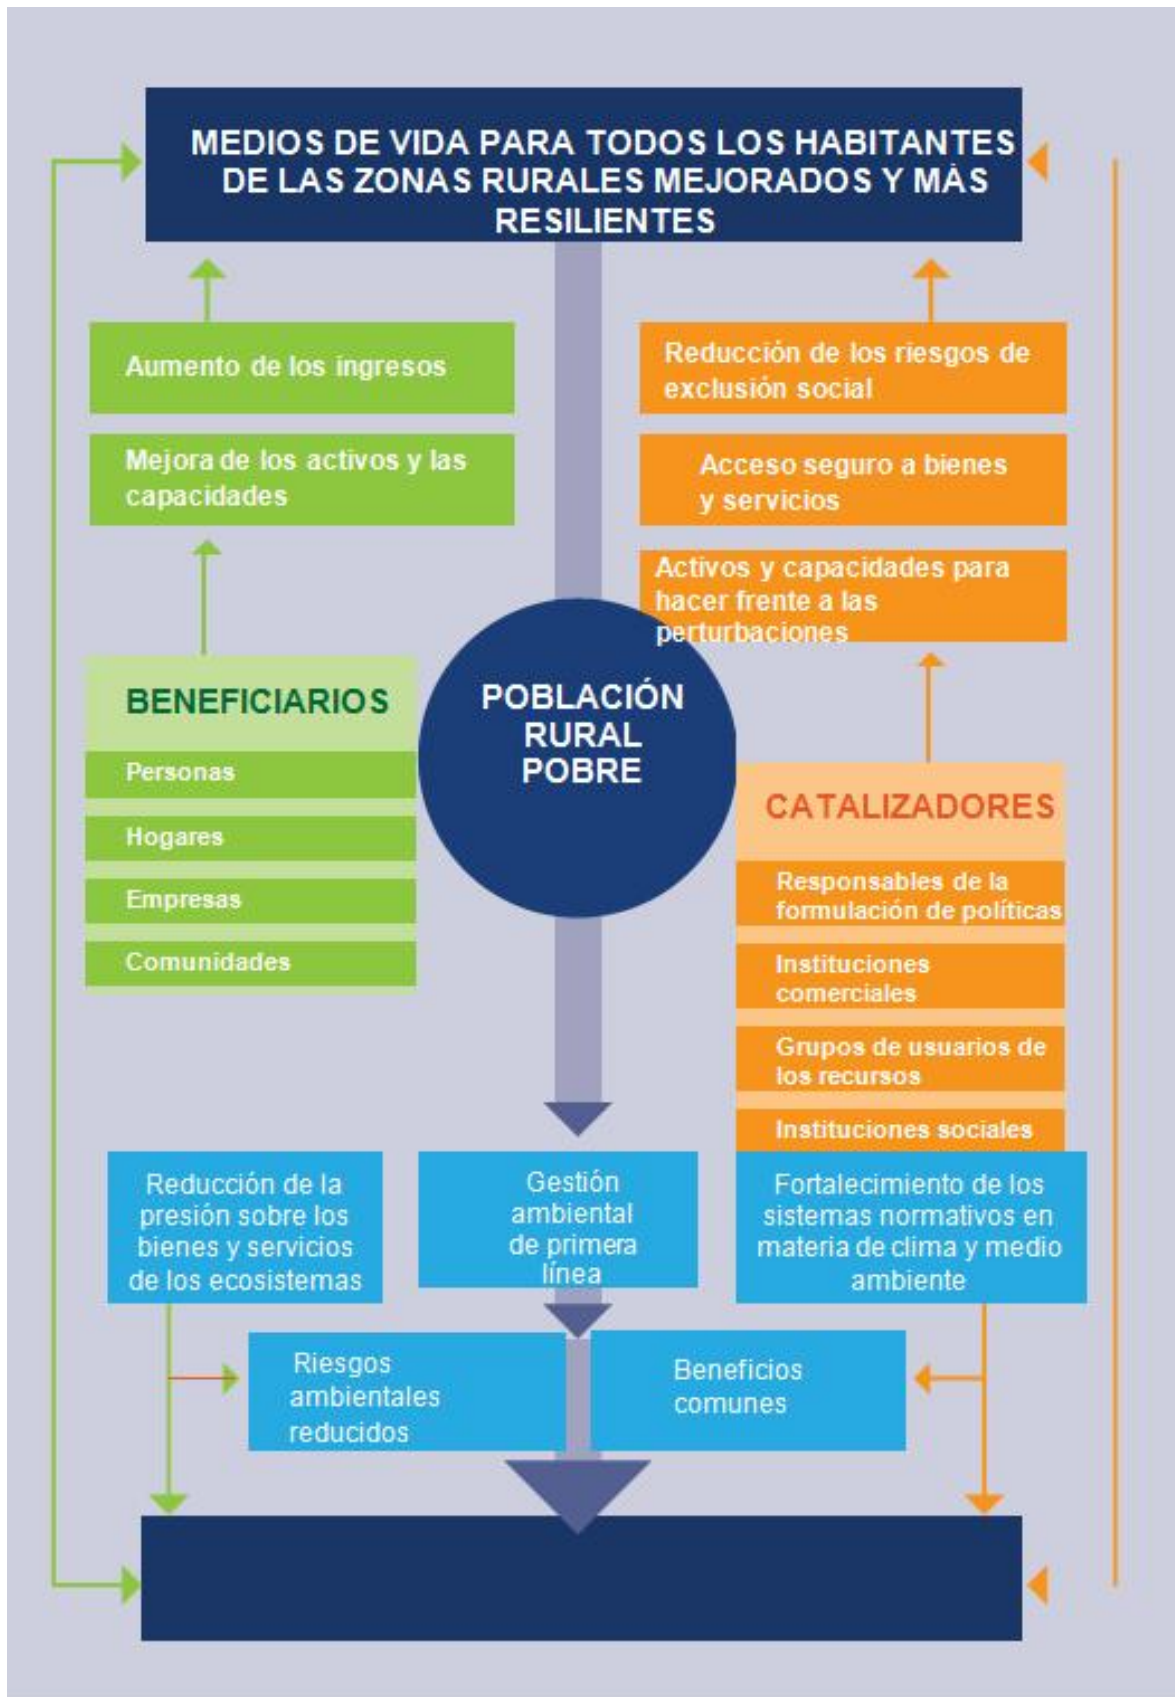 MEDIOS DE VIDA PARA TODOS LOS HABITANTES
DE LAS ZONAS RURALES MEJORADOS Y MÁS
RESILIENTES
Aumento de los ingresos
Mejora de los activos y las
capacidades
Reducción de los riesgos de
exclusión social
Acceso seguro a bienes
y servicios
Activos y capacidades para
hacer frente a las
perturbaciones
BENEFICIARIOS
Personas
Hogares
Empresas
Comunidades
POBLACIÓN
RURAL
POBRE
CATALIZADORES
Responsables de la
formulación de políticas
Instituciones
comerciales
Grupos de usuarios de
los recursos
Instituciones sociales
Reducción de la
presión sobre los
bienes y servicios
de los ecosistemas
Gestión
ambiental
de primera
línea
Fortalecimiento de los
sistemas normativos en
materia de clima y medio
ambiente
Riesgos
ambientales
reducidos
Beneficios
comunes